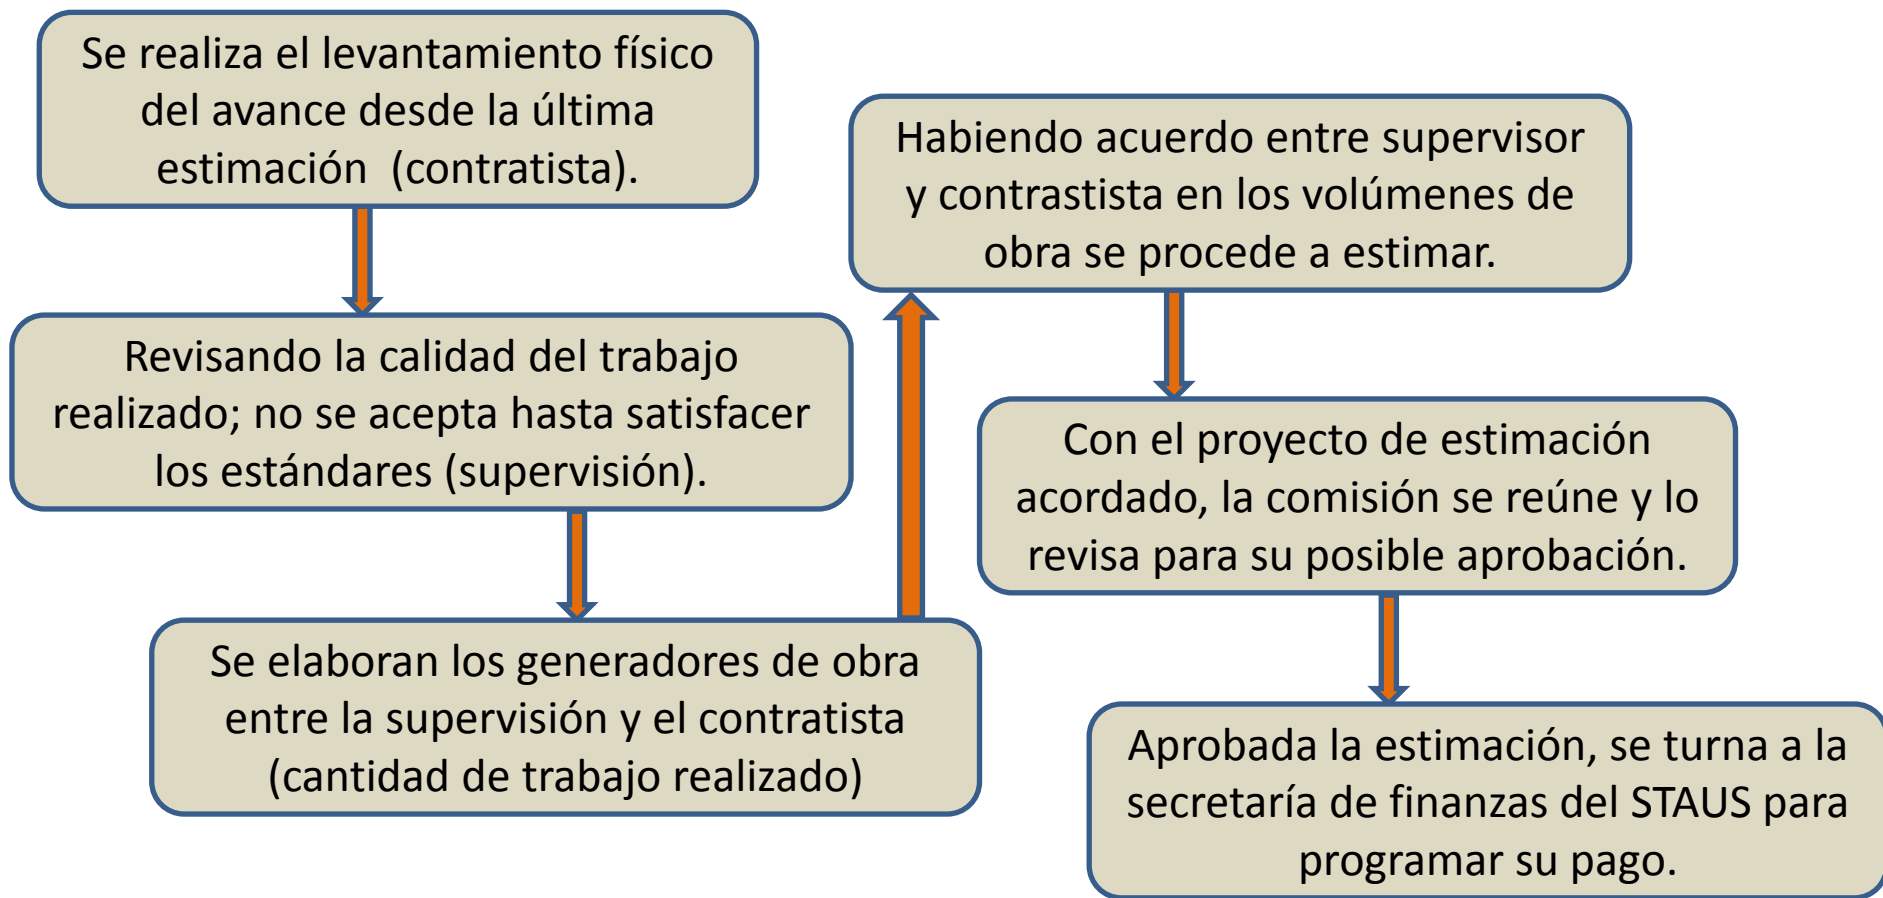 Se realiza el levantamiento físico
del avance desde la última
estimación (contratista).
Revisando la calidad del trabajo
realizado; no se acepta hasta satisfacer
los estándares (supervisión).
Se elaboran los generadores de obra
entre la supervisión y el contratista
(cantidad de trabajo realizado)
Habiendo acuerdo entre supervisor
y contrastista en los volúmenes de
obra se procede a estimar.
Con el proyecto de estimación
acordado, la comisión se reúne y lo
revisa para su posible aprobación.
Aprobada la estimación, se turna a la
secretaría de finanzas del STAUS para
programar su pago.